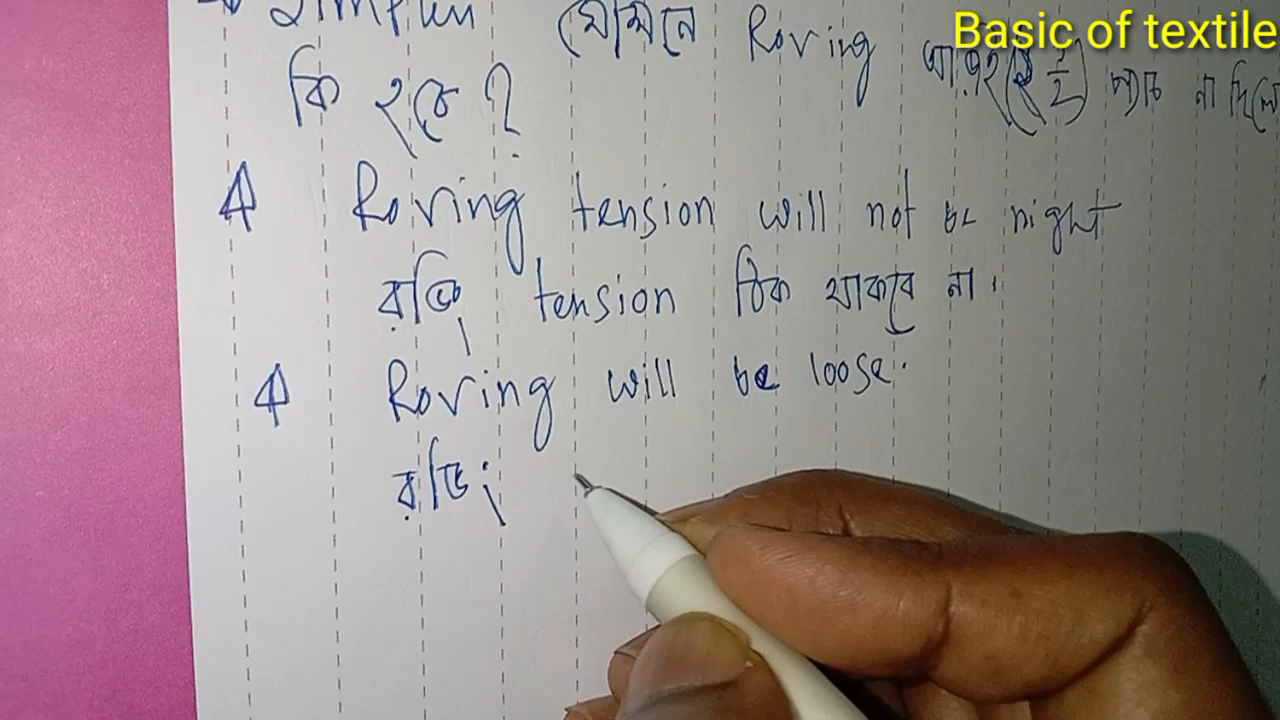 Basic of textile
Simplex মেশিনে Roving
কি হবে?
Roving tension will not be right
রভিং tension ঠিক থাকবে না।
Roving will be loose.
রভিং